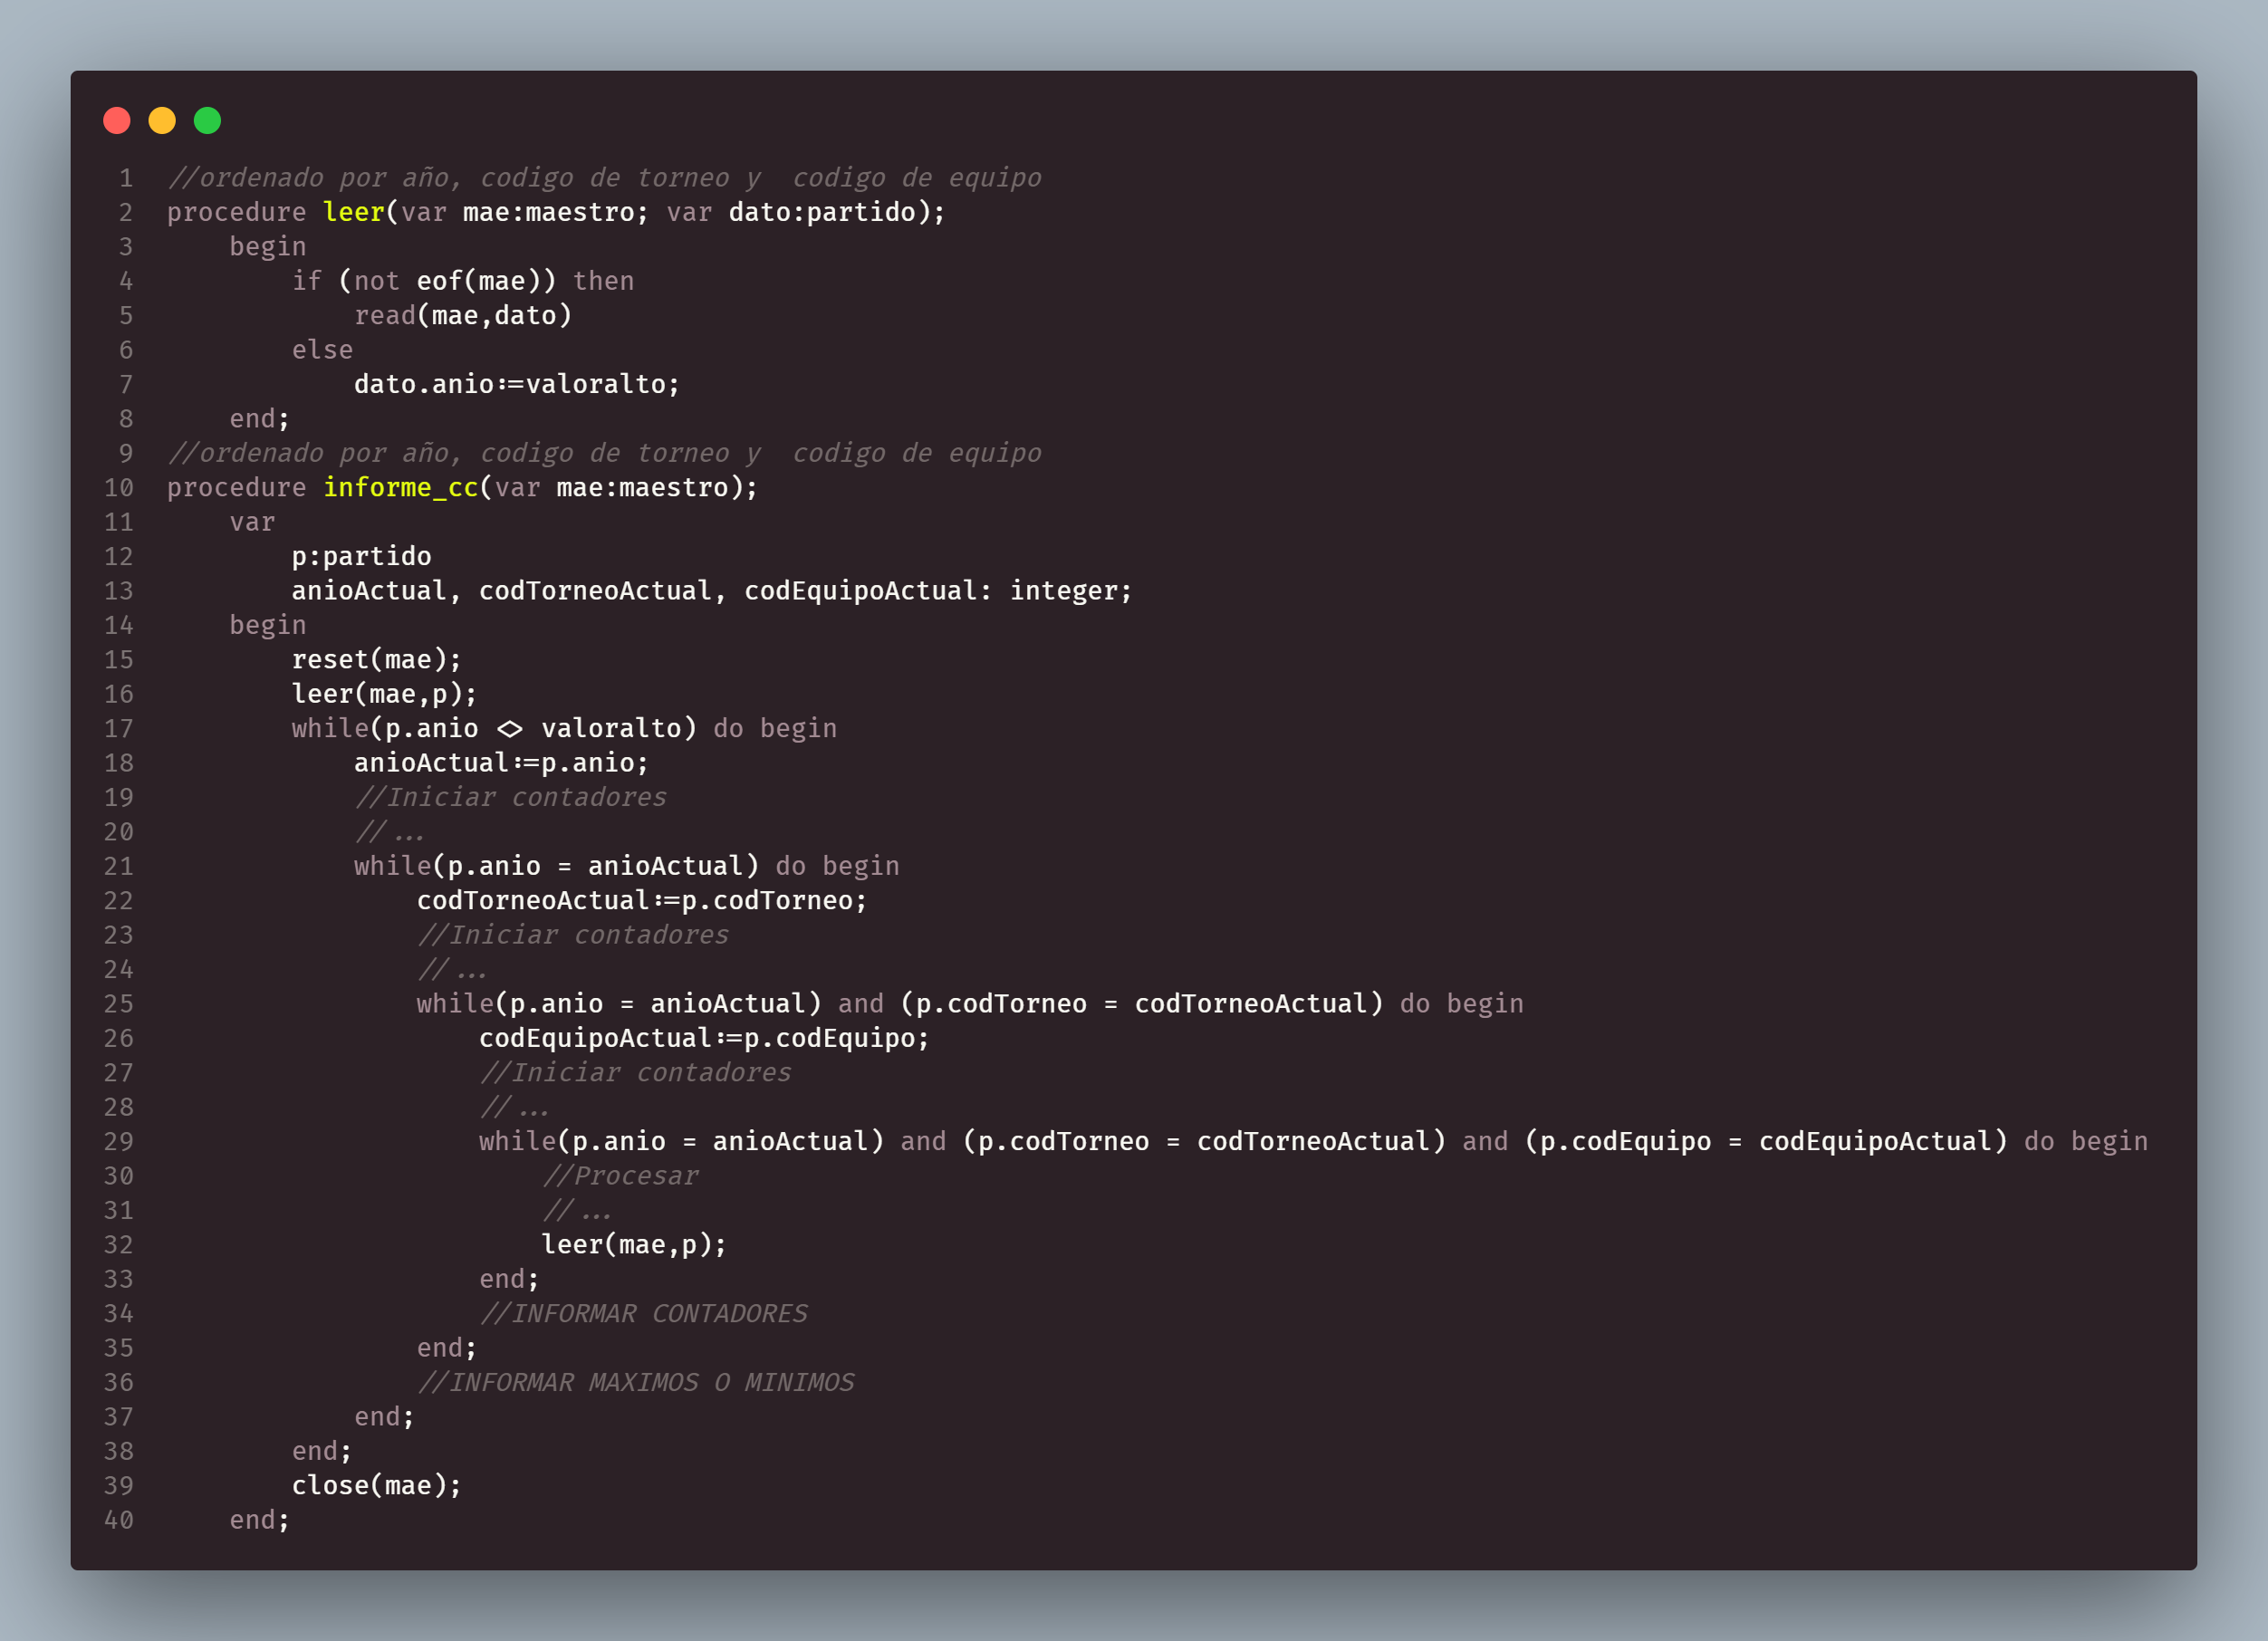 1 //ordenado por año, codigo de torneo y  codigo de equipo
2 procedure leer(var mae:maestro; var dato:partido);
3     begin
4         if (not eof(mae)) then
5             read(mae,dato)
6         else
7             dato.anio:=valoralto;
8     end;
9 //ordenado por año, codigo de torneo y  codigo de equipo
10 procedure informe_cc(var mae:maestro);
11     var
12         p:partido
13         anioActual, codTorneoActual, codEquipoActual: integer;
14     begin
15         reset(mae);
16         leer(mae,p);
17         while(p.anio <> valoralto) do begin
18             anioActual:=p.anio;
19             //Iniciar contadores
20             //...
21             while(p.anio = anioActual) do begin
22                 codTorneoActual:=p.codTorneo;
23                 //Iniciar contadores
24                 //...
25                 while(p.anio = anioActual) and (p.codTorneo = codTorneoActual) do begin
26                     codEquipoActual:=p.codEquipo;
27                     //Iniciar contadores
28                     //...
29                     while(p.anio = anioActual) and (p.codTorneo = codTorneoActual) and (p.codEquipo = codEquipoActual) do begin
30                         //Procesar
31                         //...
32                         leer(mae,p);
33                     end;
34                     //INFORMAR CONTADORES
35                 end;
36                 //INFORMAR MAXIMOS O MINIMOS
37             end;
38         end;
39         close(mae);
40     end;